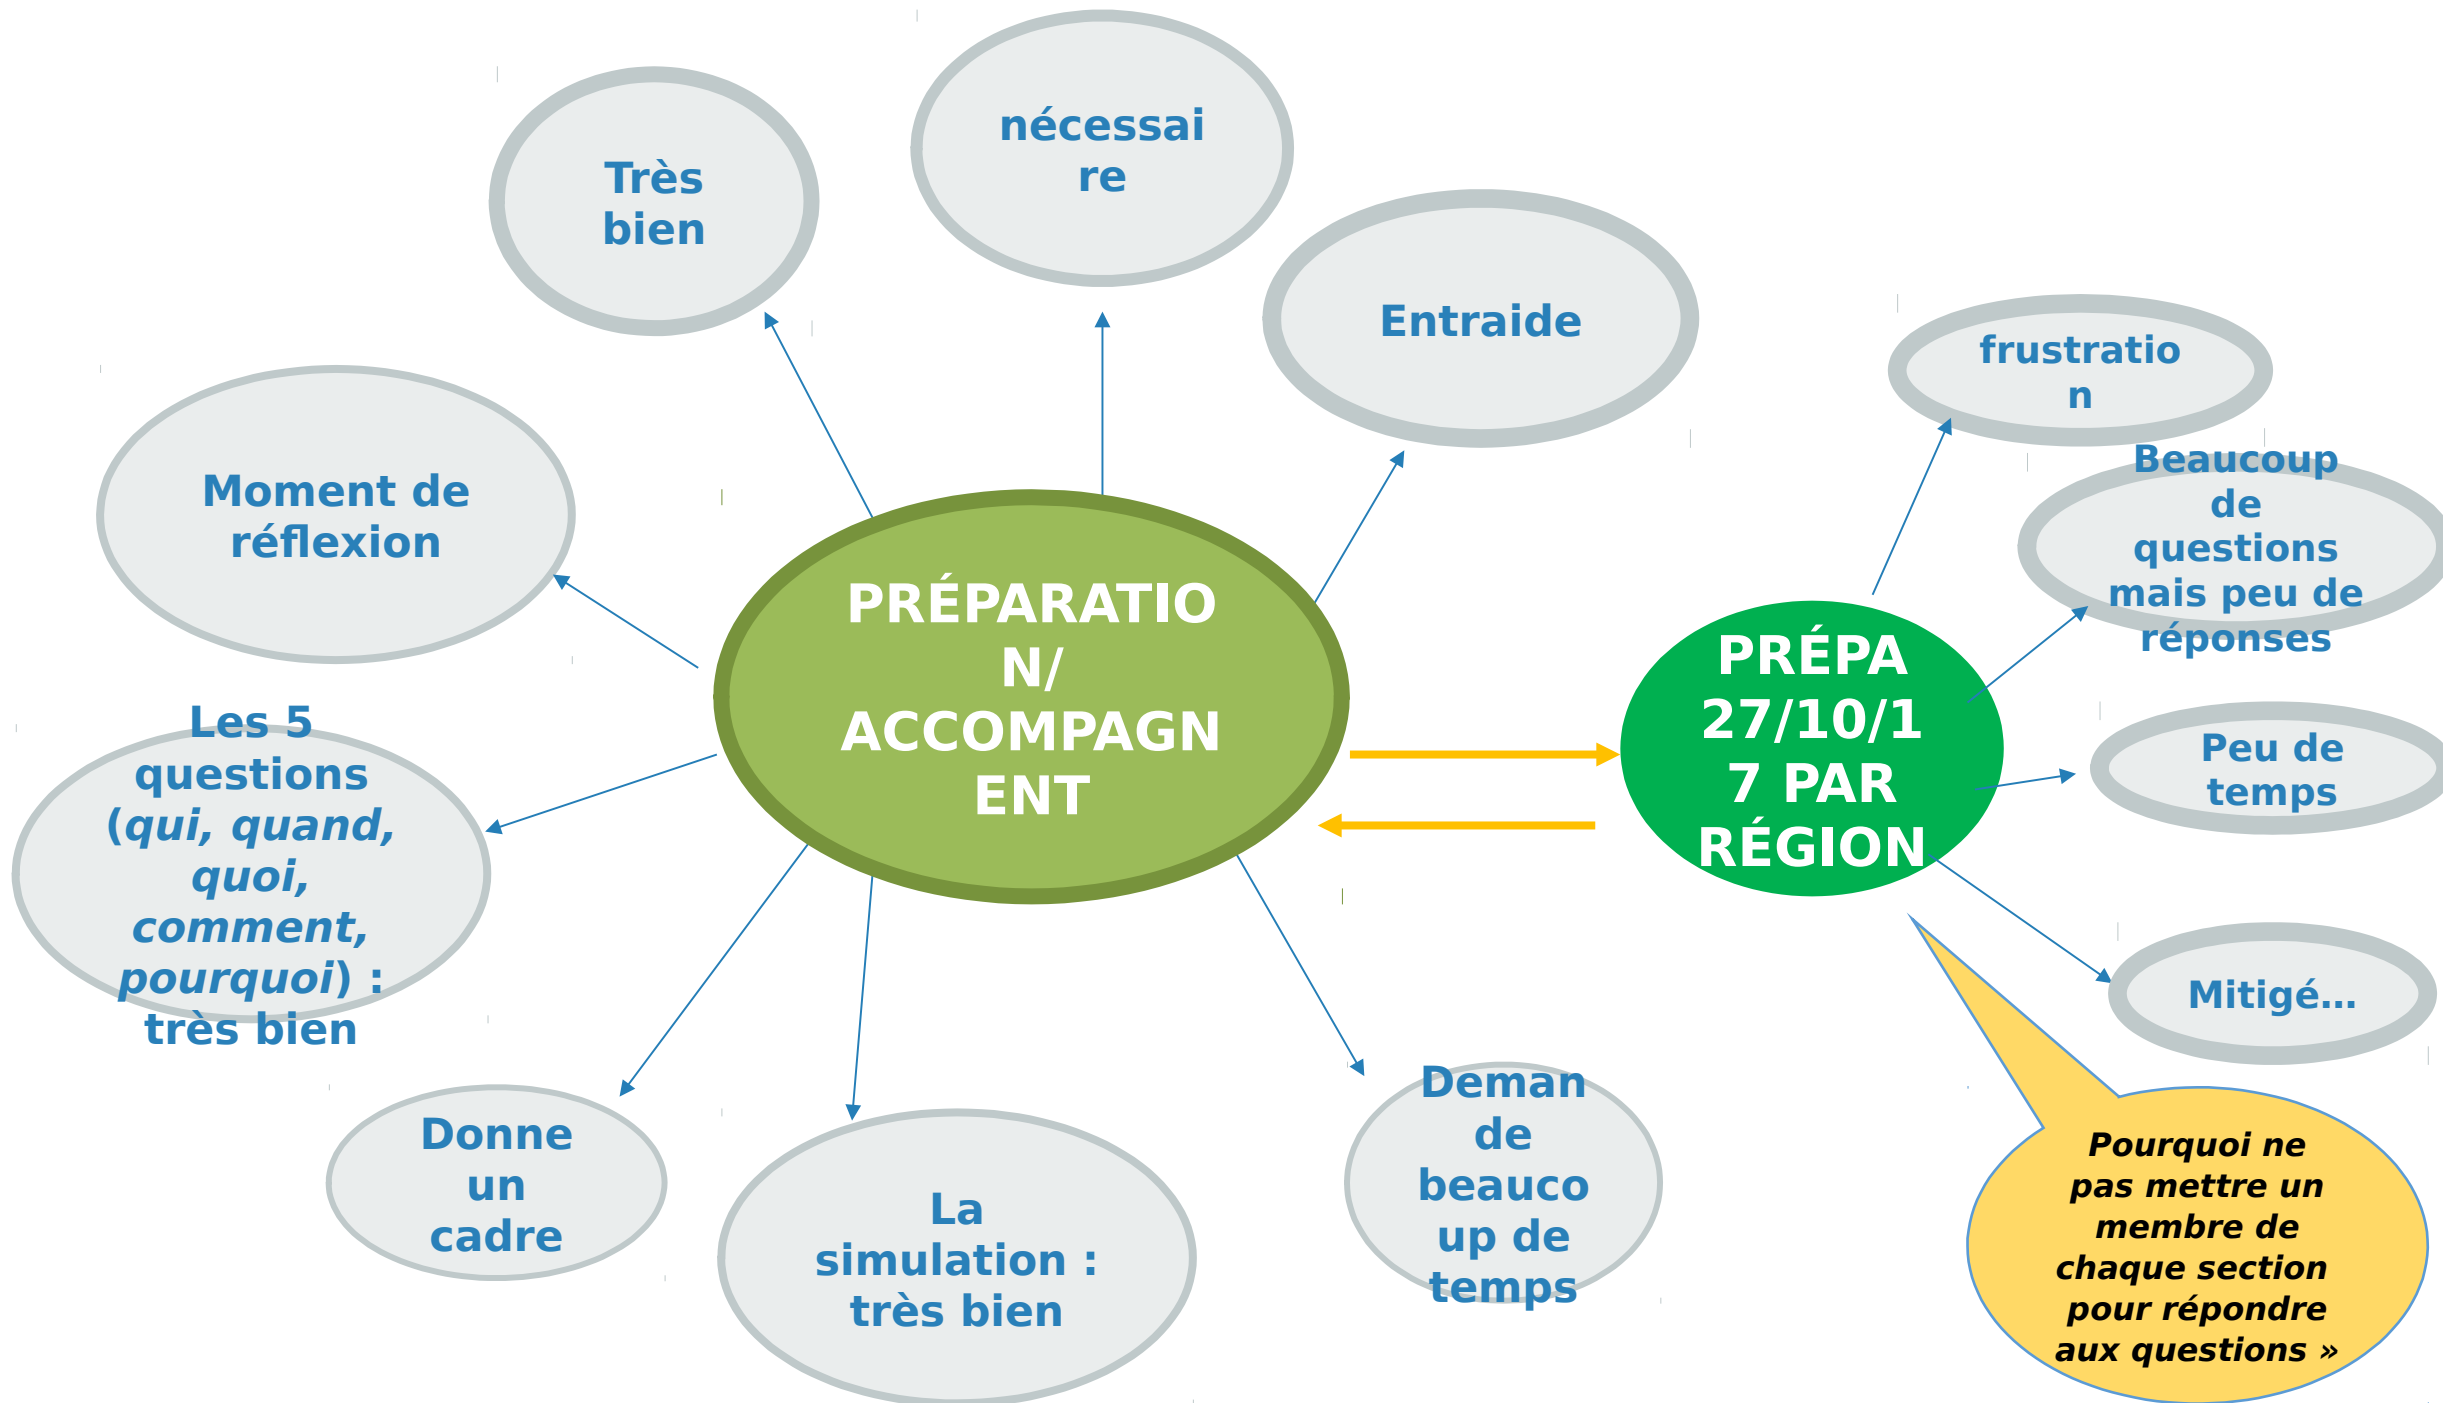 nécessai
re
Très
bien
Entraide
frustratio
n
Beaucoup
de
questions
mais peu de
réponses
Moment de
réflexion
PRÉPARATIO
N/
ACCOMPAGN
ENT
PRÉPA
27/10/1
7 PAR
RÉGION
Peu de
temps
Les 5
questions
(qui, quand,
quoi,
comment,
pourquoi) :
très bien
Mitigé...
Donne
un
cadre
La
simulation :
très bien
Deman
de
beauco
up de
temps
Pourquoi ne
pas mettre un
membre de
chaque section
pour répondre
aux questions »